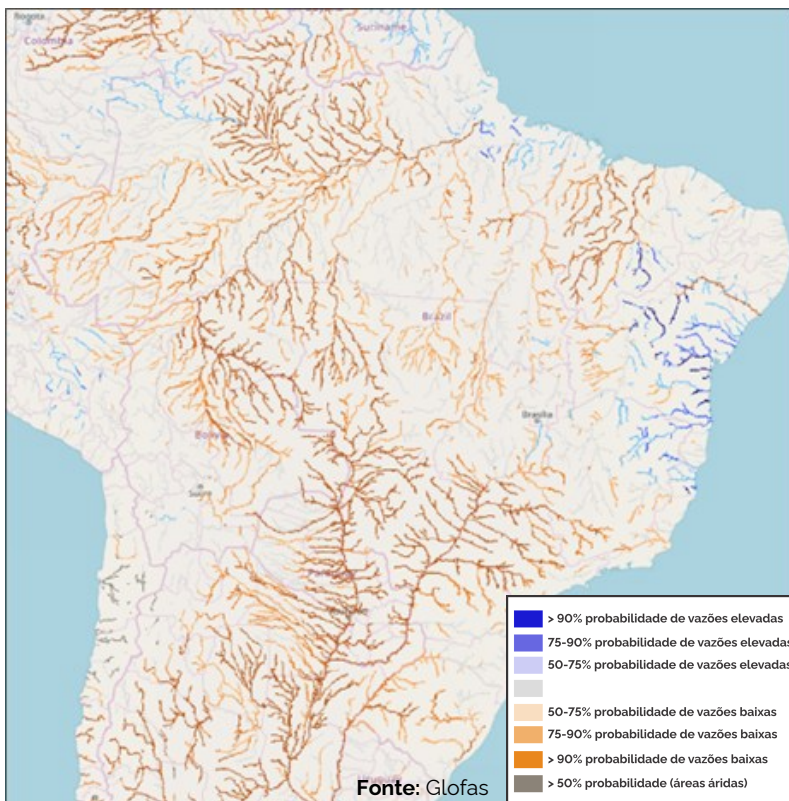 Bogota
Colombia
Suriname
Brazil
Brasília
Bolivia
Sucre
> 90% probabilidade de vazões elevadas
75-90% probabilidade de vazões elevadas
50-75% probabilidade de vazões elevadas
50-75% probabilidade de vazões baixas
75-90% probabilidade de vazões baixas
> 90% probabilidade de vazões baixas
> 50% probabilidade (áreas áridas)
Fonte: Glofas